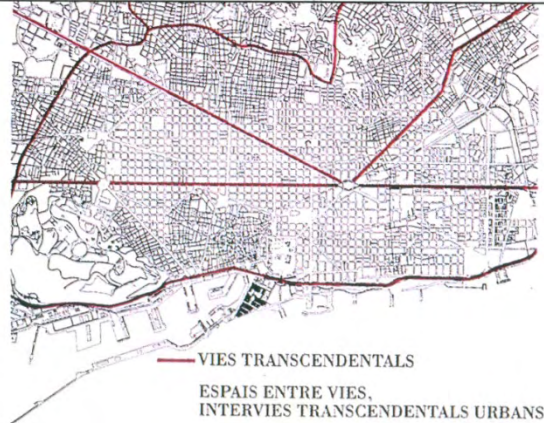 VIES TRANSCENDENTALS
ESPAIS ENTRE VIES,
INTERVIES TRANSCENDENTALS URBANS